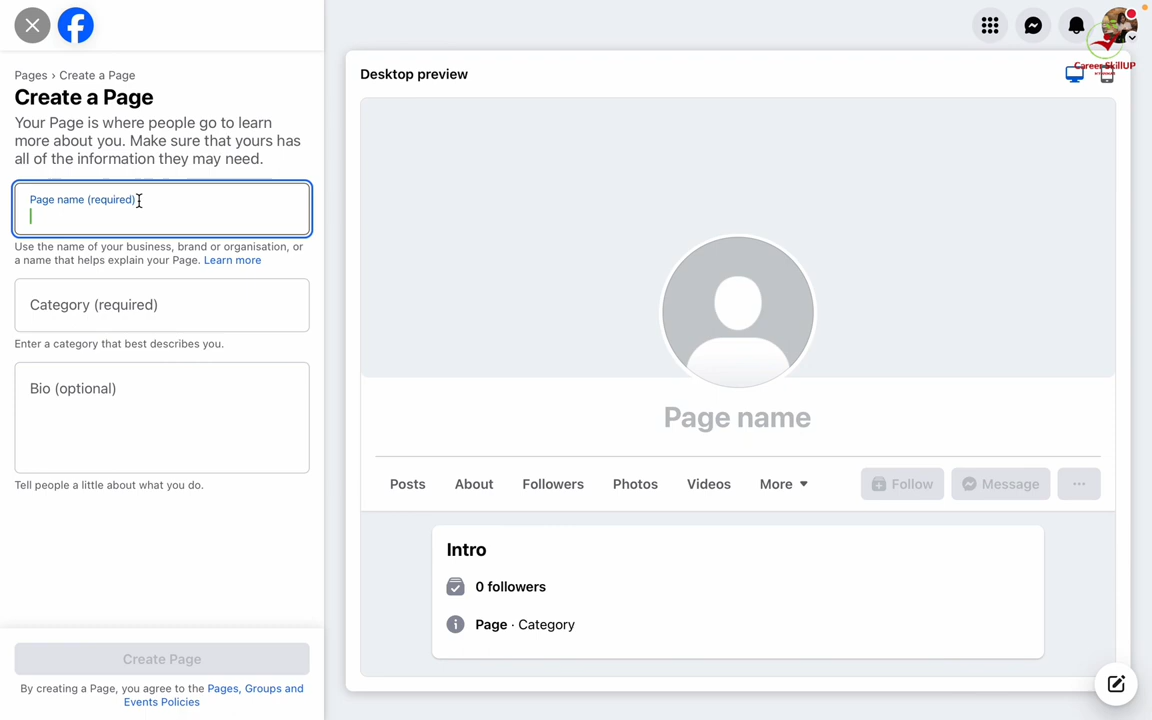 Pages › Create a Page
Create a Page
Your Page is where people go to learn
more about you. Make sure that yours has
all of the information they may need.
Page name (required)
Use the name of your business, brand or organisation, or
a name that helps explain your Page. Learn more
Category (required)
Enter a category that best describes you.
Bio (optional)
Tell people a little about what you do.
Create Page
By creating a Page, you agree to the Pages, Groups and
Events Policies
Desktop preview
Career SkillUP
Page name
Posts About Followers Photos Videos More
Follow Message
Intro
0 followers
Page · Category